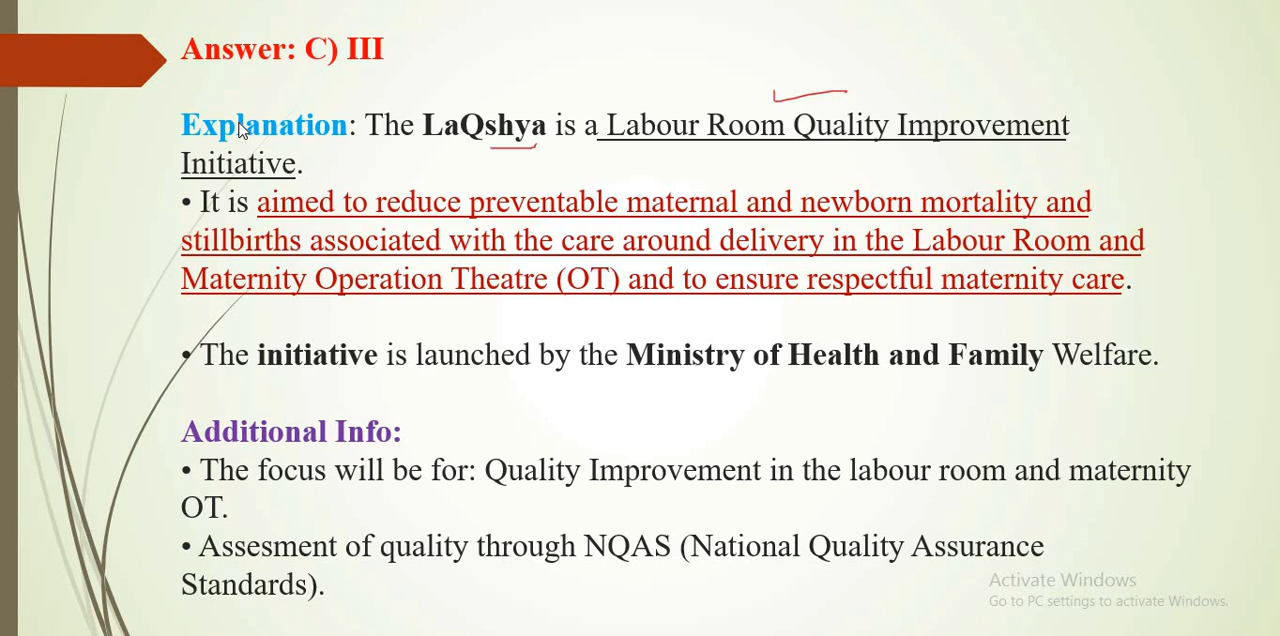 Answer: C) III
Explanation: The LaQshya is a Labour Room Quality Improvement
Initiative.
• It is aimed to reduce preventable maternal and newborn mortality and
stillbirths associated with the care around delivery in the Labour Room and
Maternity Operation Theatre (OT) and to ensure respectful maternity care.
• The initiative is launched by the Ministry of Health and Family Welfare.
Additional Info:
• The focus will be for: Quality Improvement in the labour room and maternity
OT.
• Assesment of quality through NQAS (National Quality Assurance
Standards).
Activate Windows
Go to PC settings to activate Windows.